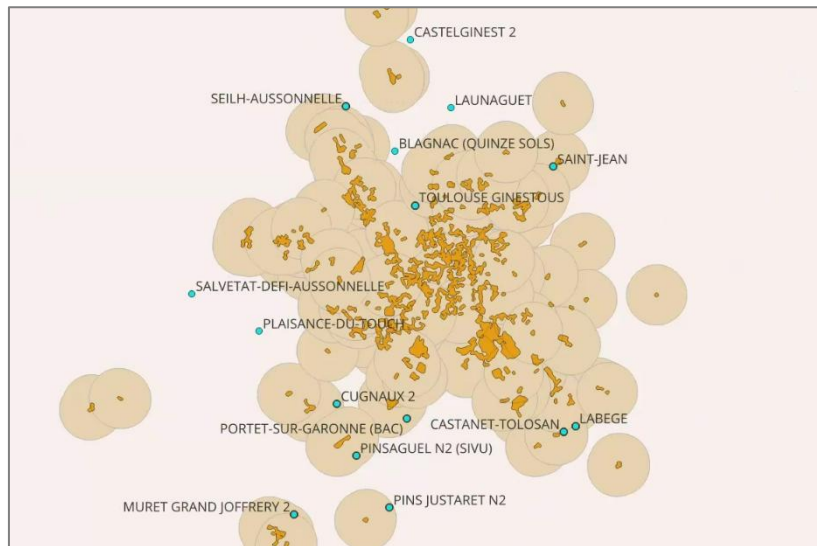 CASTELGINEST 2
SEILH-AUSSONNELLE
LAUNAGUET
BLAGNAC (QUINZE SOLS)
SAINT-JEAN
TOULOUSE GINESTOUS
SALVETAT-DEFI-AUSSONNELLE
PLAISANCE-DU-TOUCH
CUGNAUX 2
PORTET-SUR-GARONNE (BAC)
CASTANET-TOLOSAN
LABEGE
PINSAGUEL N2 (SIVU)
MURET GRAND JOFFRERY 2
PINS JUSTARET N2